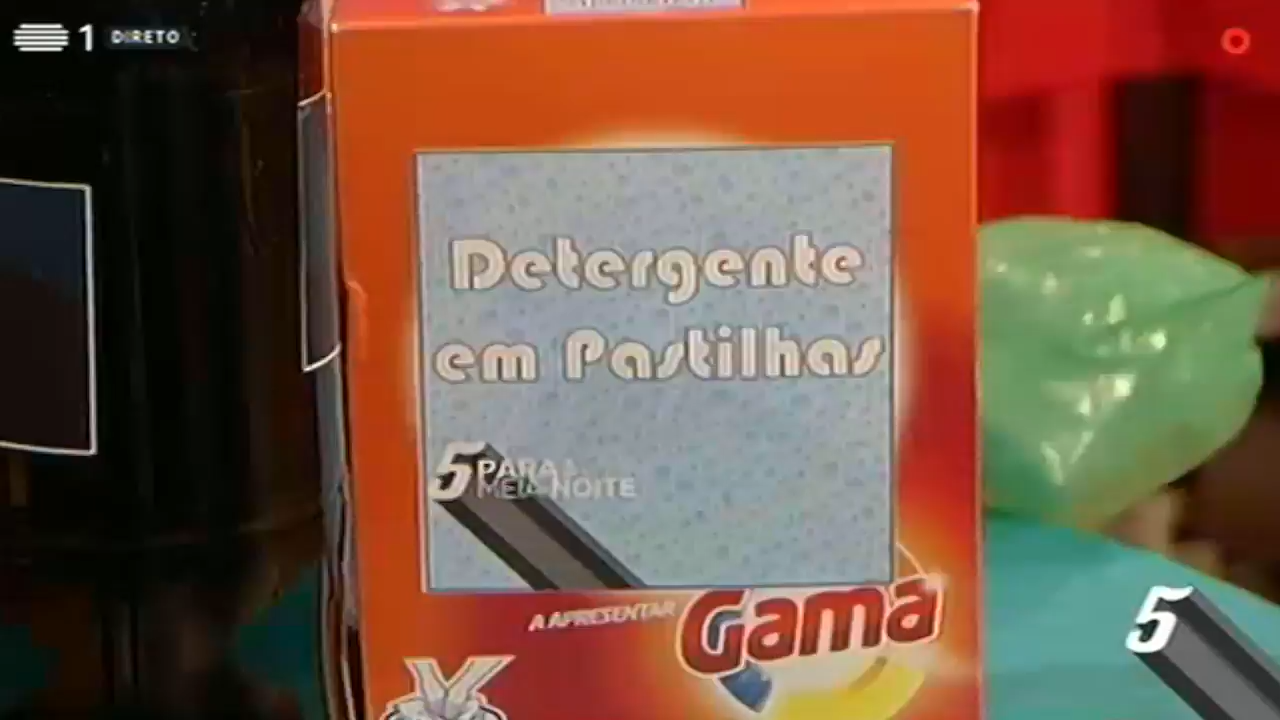 1 DIRETO
Detergente
em Pastilhas
5 PARA A
MEIA-NOITE
A APRESENTAR
Gama
5